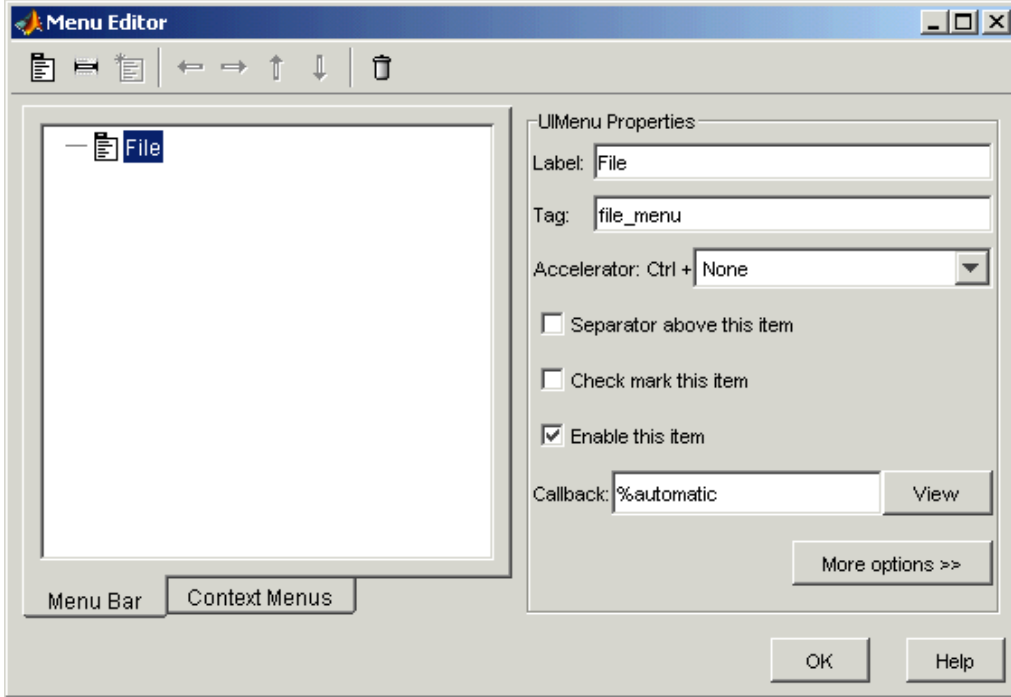 Menu Editor
File
UIMenu Properties
Label: File
Tag: file_menu
Accelerator: Ctrl + None
Separator above this item
Check mark this item
Enable this item
Callback: %automatic View
More options >>
Menu Bar Context Menus
OK Help